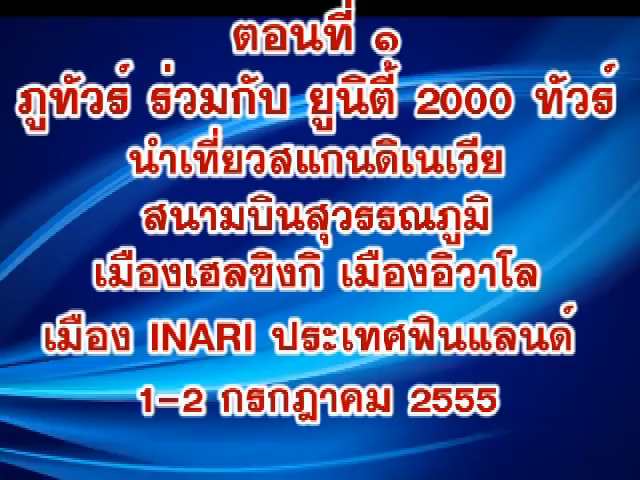 ตอนที่ ๑
ภูทัวร์ ร่วมกับ ยูนิตี้ 2000 ทัวร์
นำเที่ยวสแกนดิเนเวีย
สนามบินสุวรรณภูมิ
เมืองเฮลซิงกิ เมืองอิวาโล
เมือง INARI ประเทศฟินแลนด์
1-2 กรกฎาคม 2555